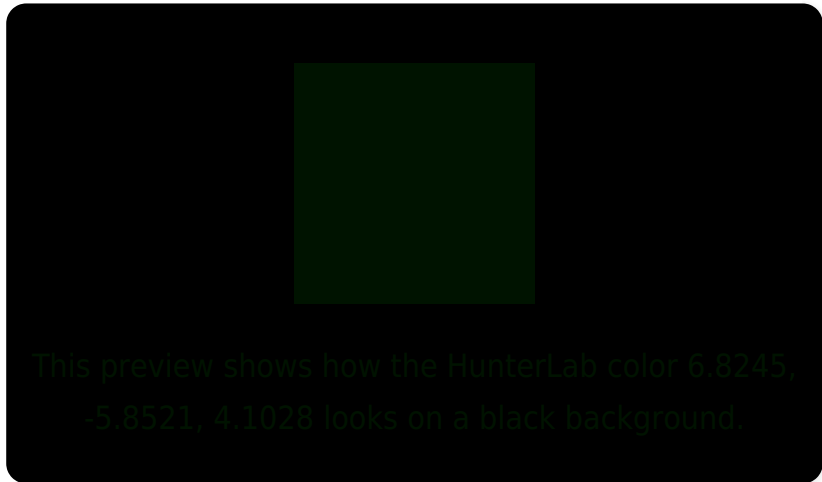 This preview shows how the HunterLab color 6.8245,
-5.8521, 4.1028 looks on a black background.